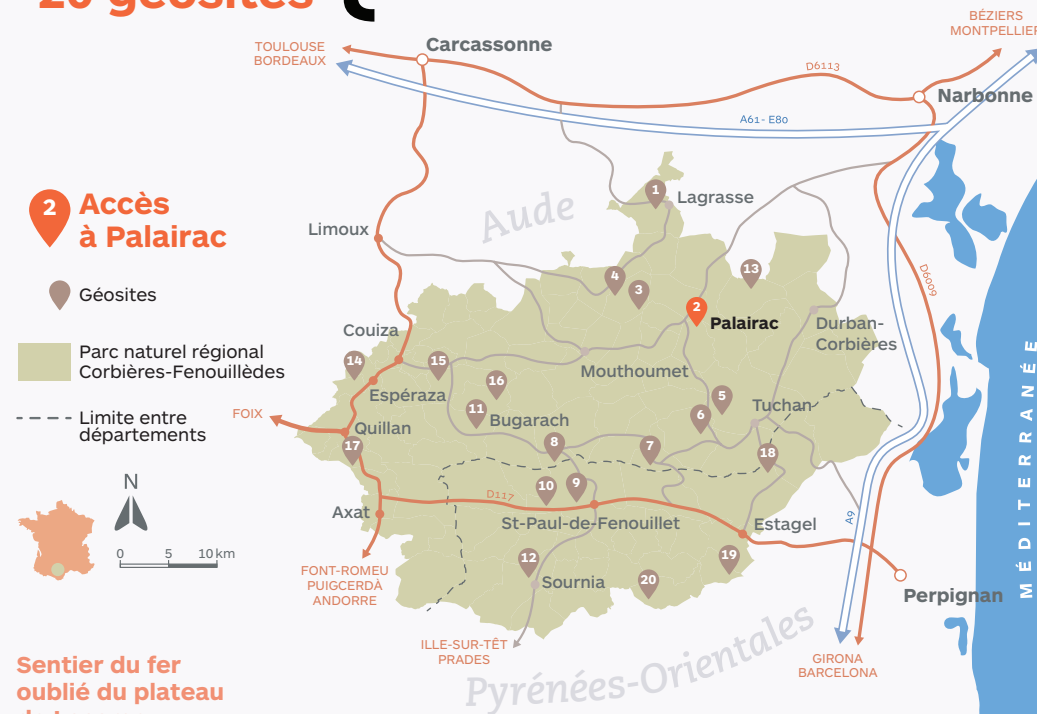 20 géosites
TOULOUSE
BORDEAUX
Carcassonne
BÉZIERS
MONTPELLIER
D6113
Narbonne
A61- E80
2
Accès
à Palairac
Géosites
Parc naturel régional
Corbières-Fenouillèdes
Limite entre
départements
N
0 5 10 km
Aude
1
Lagrasse
Limoux
4
3
13
2
Palairac
D6009
Durban-
Corbières
Couiza
14
15
Mouthoumet
16
Espéraza
5
11
Bugarach
6
Tuchan
FOIX
Quillan
17
8
7
18
10
9
D117
Axat
St-Paul-de-Fenouillet
Estagel
A9
12
19
20
Sournia
FONT-ROMEU
PUIGCERDÀ
ANDORRE
Perpignan
MÉDITERRANÉE
ILLE-SUR-TÊT
PRADES
Pyrénées-Orientales
GIRONA
BARCELONA
Sentier du fer
oublié du plateau